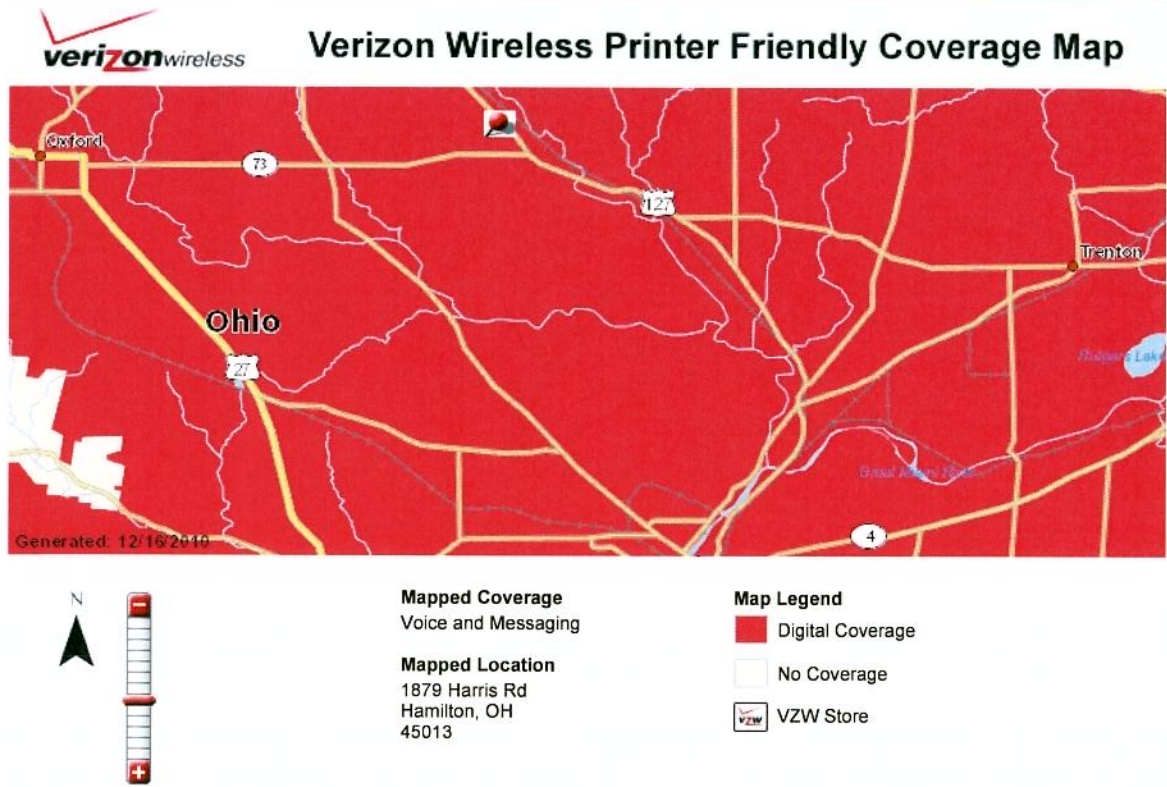 verizonwireless
Verizon Wireless Printer Friendly Coverage Map
Oxford
73
127
Trenton
Ohio
27
4
Generated: 12/16/2010
N
Mapped Coverage
Voice and Messaging
Mapped Location
1879 Harris Rd
Hamilton, OH
45013
Map Legend
Digital Coverage
No Coverage
vzw VZW Store